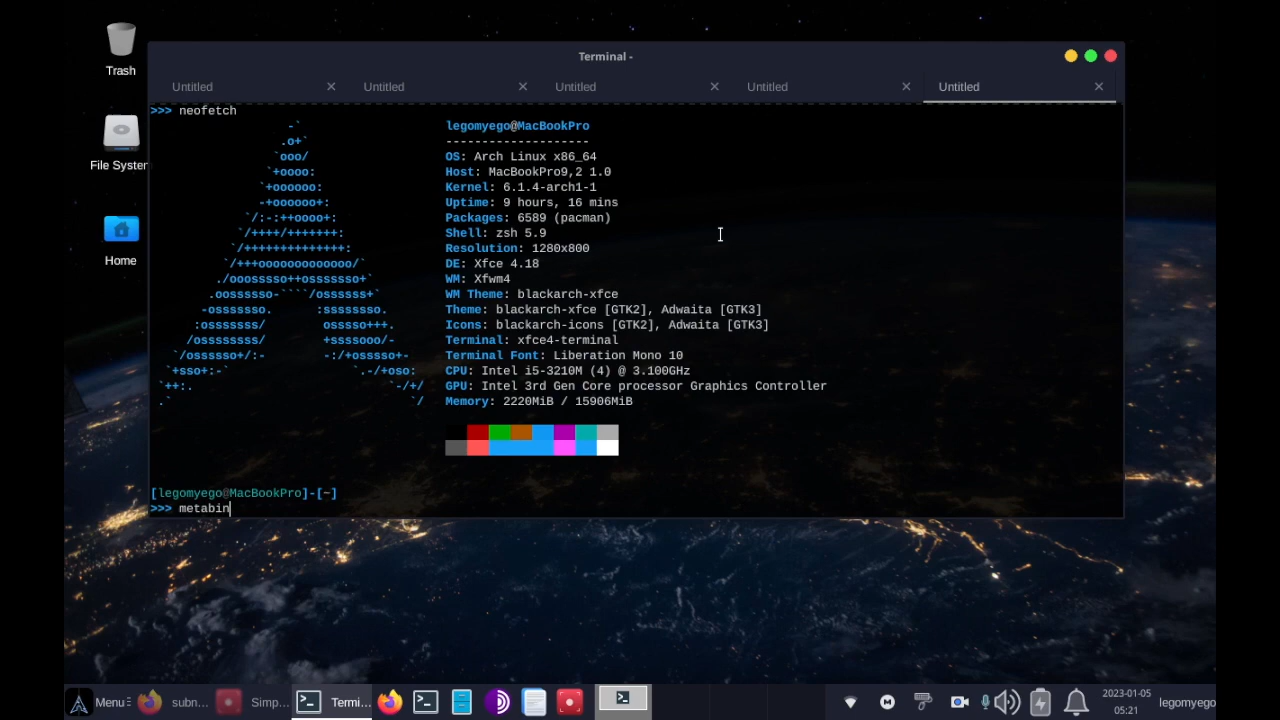 Trash
File System
Home
Terminal -
Untitled
Untitled
Untitled
Untitled
Untitled
>>> neofetch
legomyego@MacBookPro
--------------------
OS: Arch Linux x86_64
Host: MacBookPro9,2 1.0
Kernel: 6.1.4-arch1-1
Uptime: 9 hours, 16 mins
Packages: 6589 (pacman)
Shell: zsh 5.9
Resolution: 1280x800
DE: Xfce 4.18
WM: Xfwm4
WM Theme: blackarch-xfce
Theme: blackarch-xfce [GTK2], Adwaita [GTK3]
Icons: blackarch-icons [GTK2], Adwaita [GTK3]
Terminal: xfce4-terminal
Terminal Font: Liberation Mono 10
CPU: Intel i5-3210M (4) @ 3.100GHz
GPU: Intel 3rd Gen Core processor Graphics Controller
Memory: 2220MiB / 15906MiB
[legomyego@MacBookPro]-[~]
>>> metabin
Menu
subn...
Simp...
Termi...
2023-01-05
05:21
legomyego